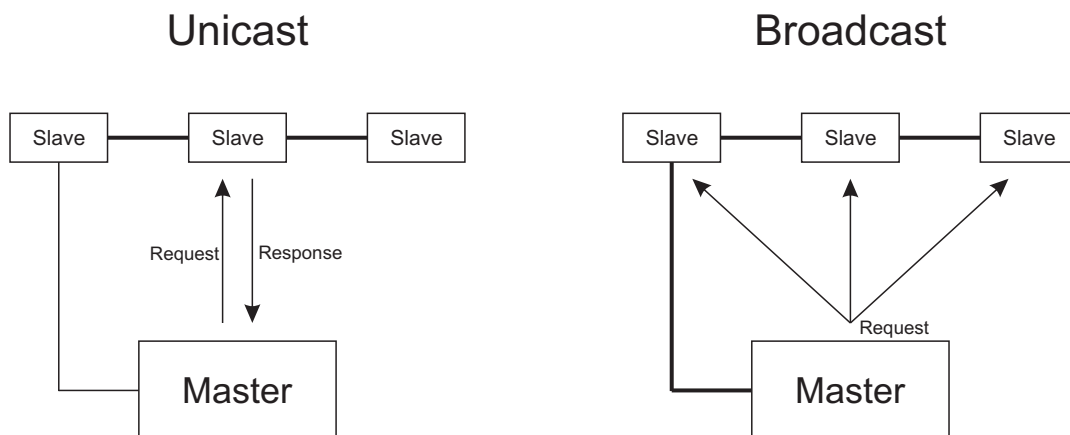 Unicast
Slave
Slave
Slave
Request
Response
Master
Broadcast
Slave
Slave
Slave
Request
Master